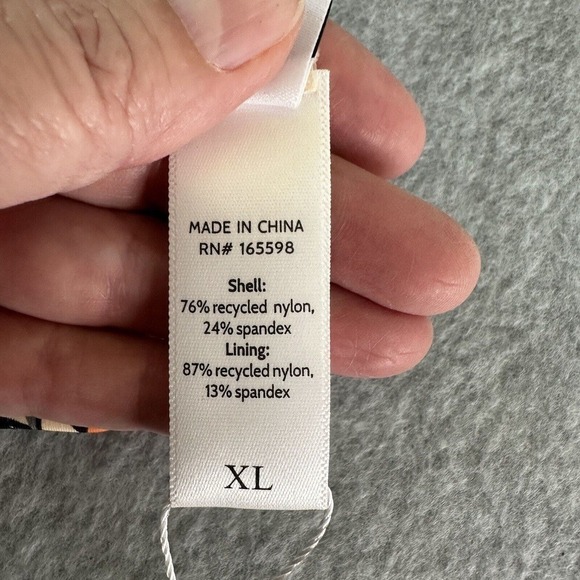 MADE IN CHINA
RN# 165598
Shell:
76% recycled nylon,
24% spandex
Lining:
87% recycled nylon,
13% spandex
XL